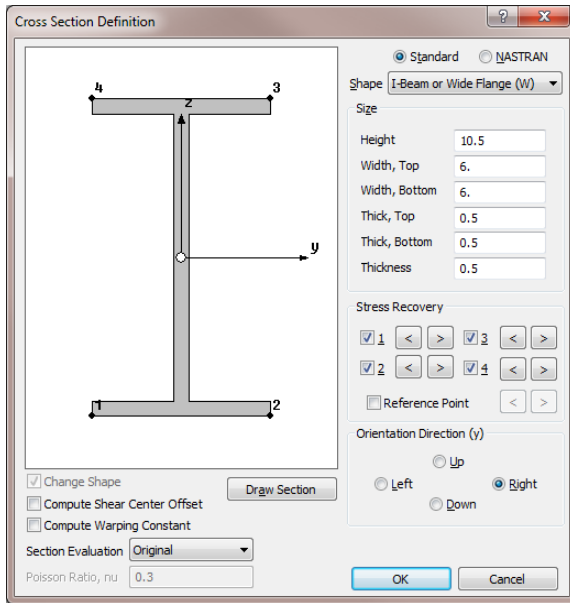 Cross Section Definition
? X
Standard NASTRAN
Shape I-Beam or Wide Flange (W)
Size
Height 10.5
Width, Top 6.
Width, Bottom 6.
Thick, Top 0.5
Thick, Bottom 0.5
Thickness 0.5
4 3
z
y
1 2
Stress Recovery
1 < > 3 < >
2 < > 4 < >
Reference Point < >
Orientation Direction (y)
Up
Left Right
Down
Change Shape
Compute Shear Center Offset
Draw Section
Compute Warping Constant
Section Evaluation Original
Poisson Ratio, nu 0.3
OK Cancel